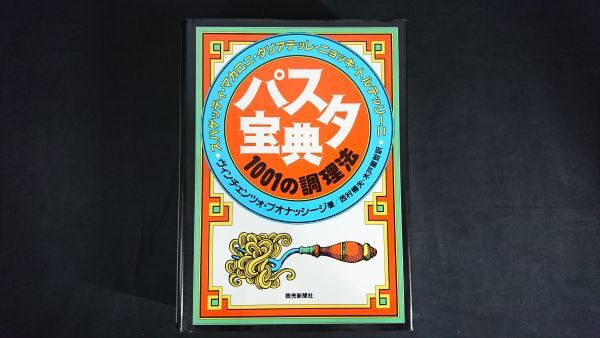 スパゲッティ・マカロニ・タリアテッレ・ニョッキ・トルテッリーニ
パスタ
宝典
1001の調理法
ヴィンチェンツォ・ブオナッシージ著／西村暢夫・木戸星哲訳
読売新聞社